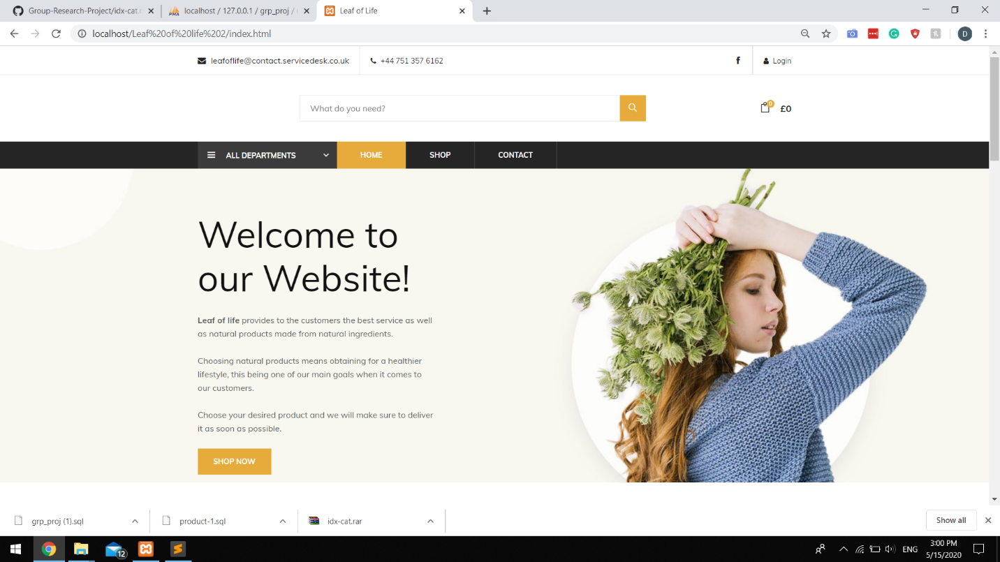 Group-Research-Project/idx-cat.r
localhost / 127.0.0.1 / grp_proj /
Leaf of Life
localhost/Leaf%20of%20life%202/index.html
D
leafoflife@contact.servicedesk.co.uk
+44 751 357 6162
f
Login
What do you need?
0
£0
ALL DEPARTMENTS
HOME
SHOP
CONTACT
Welcome to
our Website!
Leaf of life provides to the customers the best service as well
as natural products made from natural ingredients.
Choosing natural products means obtaining for a healthier
lifestyle, this being one of our main goals when it comes to
our customers.
Choose your desired product and we will make sure to deliver
it as soon as possible.
SHOP NOW
grp_proj (1).sql
product-1.sql
idx-cat.rar
Show all
12
ENG
3:00 PM
5/15/2020